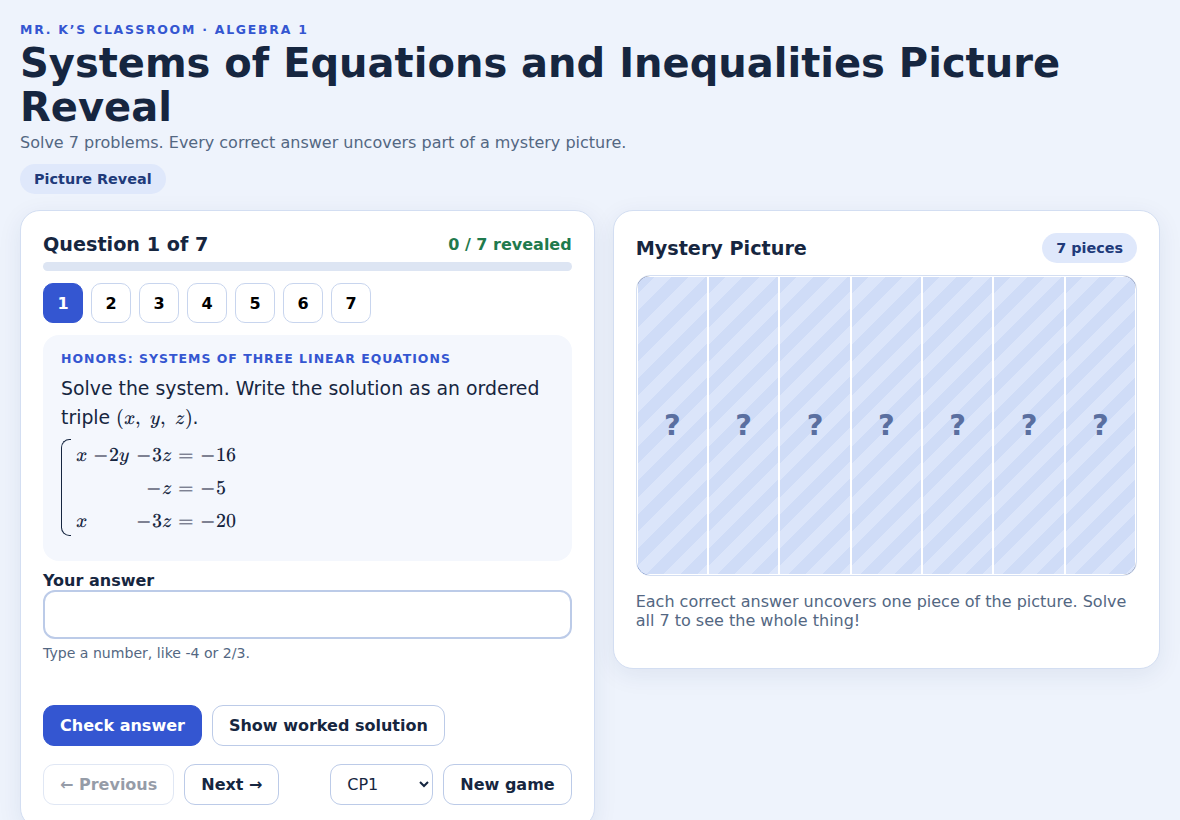 MR. K’S CLASSROOM · ALGEBRA 1
Systems of Equations and Inequalities Picture
Reveal
Solve 7 problems. Every correct answer uncovers part of a mystery picture.
Picture Reveal
Question 1 of 7
0 / 7 revealed
1 2 3 4 5 6 7
HONORS: SYSTEMS OF THREE LINEAR EQUATIONS
Solve the system. Write the solution as an ordered
triple (x, y, z).
x −2y −3z = −16
−z = −5
x −3z = −20
Your answer
Type a number, like -4 or 2/3.
Check answer
Show worked solution
← Previous
Next →
CP1
New game
Mystery Picture
7 pieces
? ? ? ? ? ? ?
Each correct answer uncovers one piece of the picture. Solve
all 7 to see the whole thing!